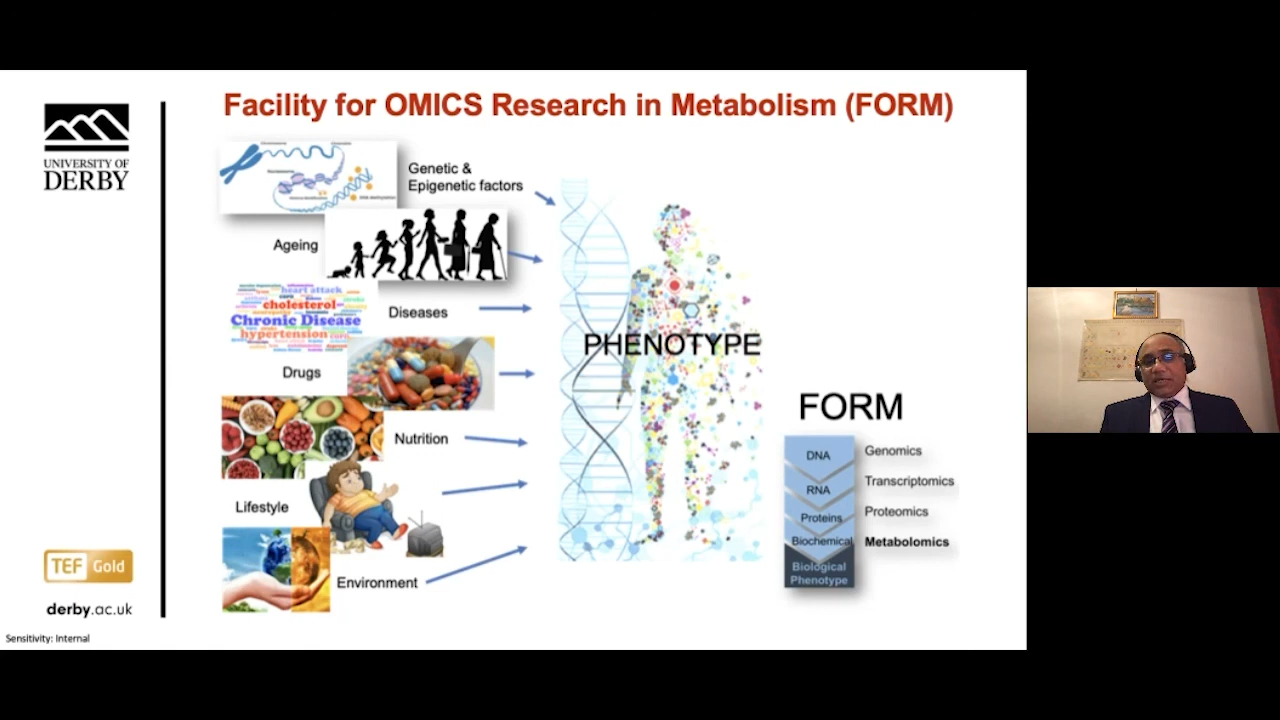 Facility for OMICS Research in Metabolism (FORM)
UNIVERSITY OF
DERBY
Genetic &
Epigenetic factors
Ageing
heart attack
cholesterol
Chronic Disease
hypertension
Diseases
Drugs
Nutrition
Lifestyle
Environment
PHENOTYPE
FORM
DNA
Genomics
RNA
Transcriptomics
Proteins
Proteomics
Biochemical
Metabolomics
Biological
Phenotype
TEF Gold
derby.ac.uk
Sensitivity: Internal